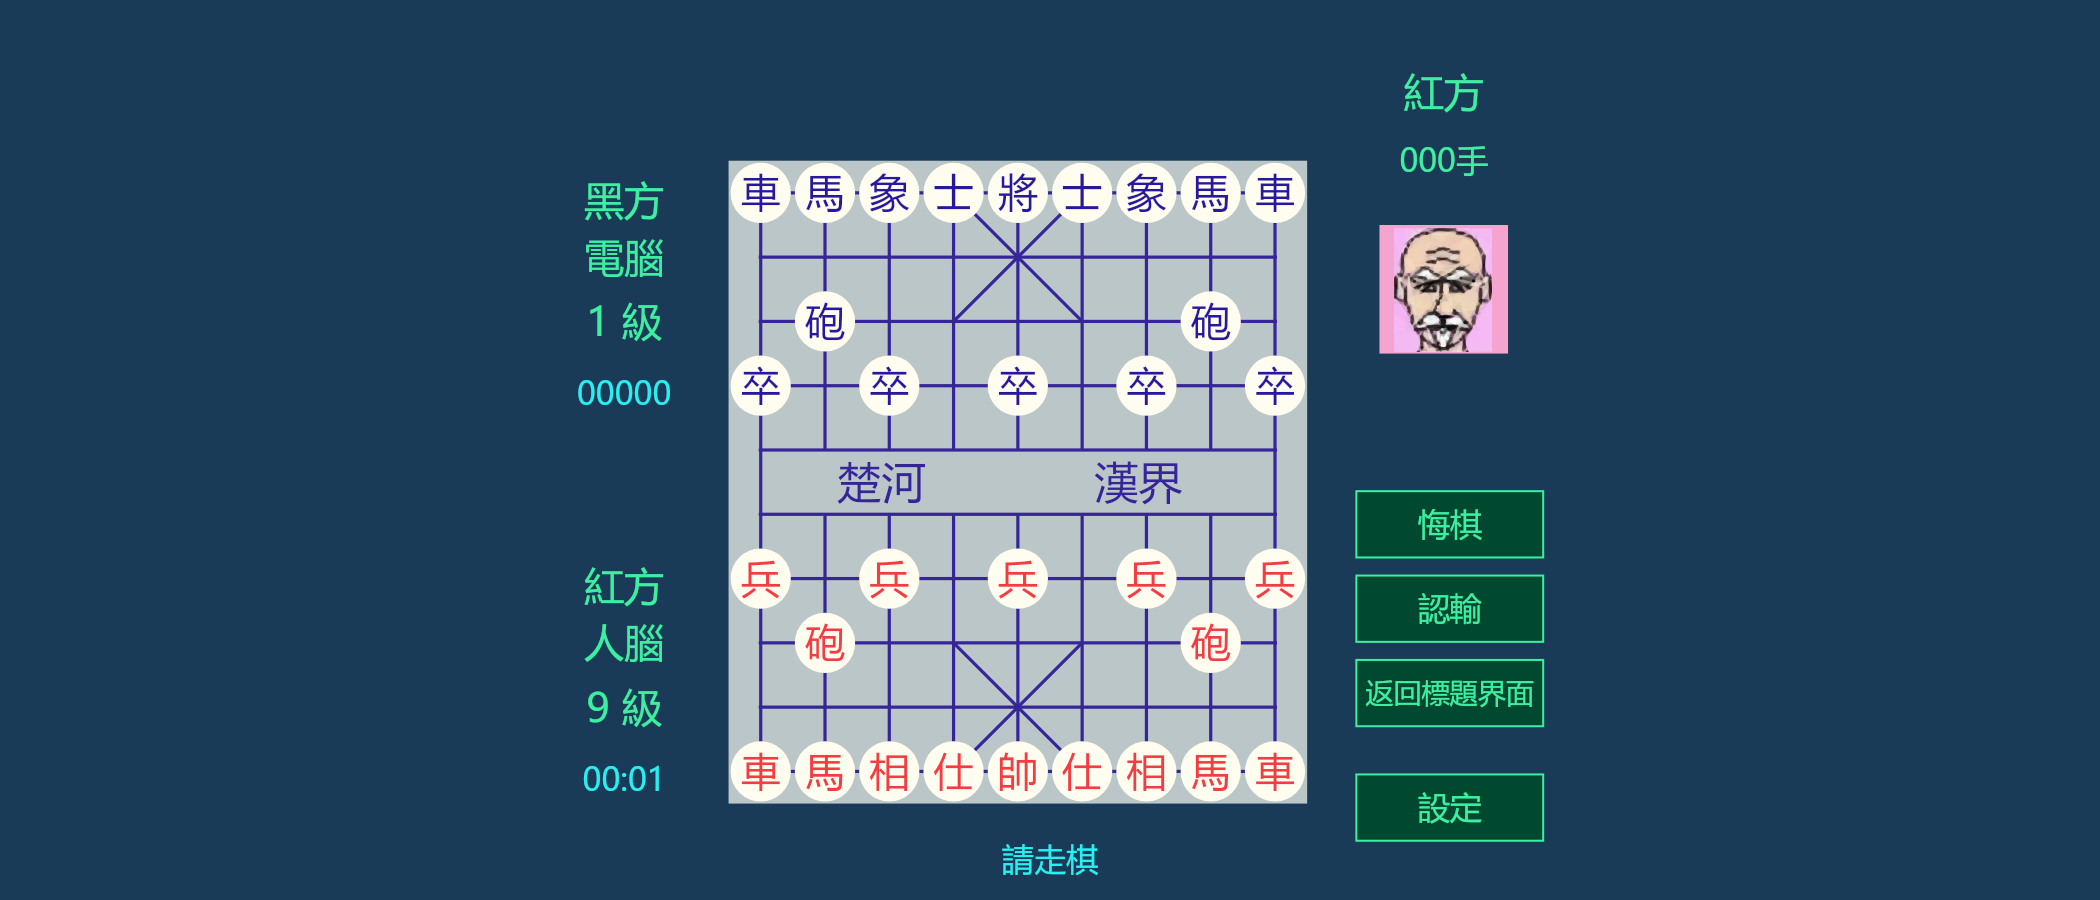 紅方
000手
黑方
電腦
1 級
00000
車馬象士將士象馬車
砲 砲
卒 卒 卒 卒 卒
楚河 漢界
兵 兵 兵 兵 兵
砲 砲
車馬相仕帥仕相馬車
紅方
人腦
9 級
00:01
悔棋
認輸
返回標題界面
設定
請走棋